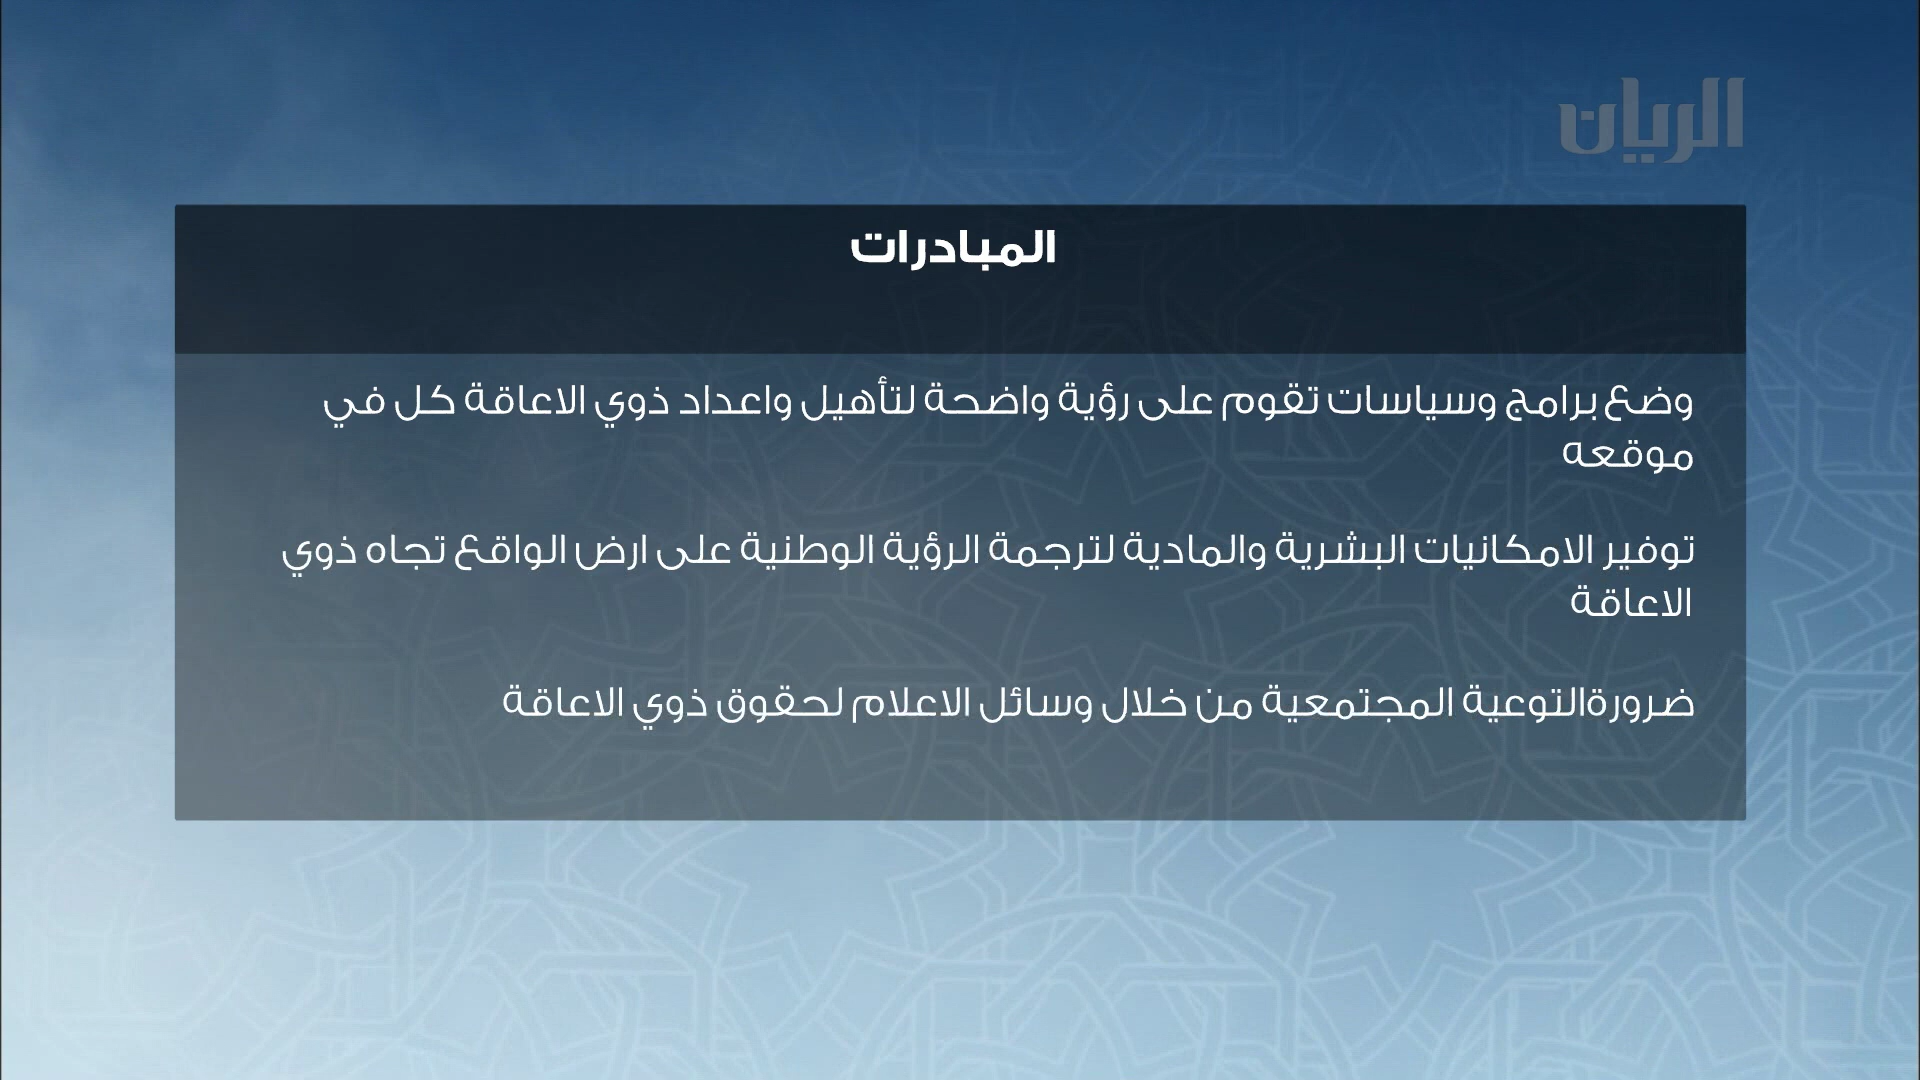 الريان
المبادرات
وضع برامج وسياسات تقوم على رؤية واضحة لتأهيل واعداد ذوي الاعاقة كل في
موقعه
توفير الامكانيات البشرية والمادية لترجمة الرؤية الوطنية على ارض الواقع تجاه ذوي
الاعاقة
ضرورةالتوعية المجتمعية من خلال وسائل الاعلام لحقوق ذوي الاعاقة